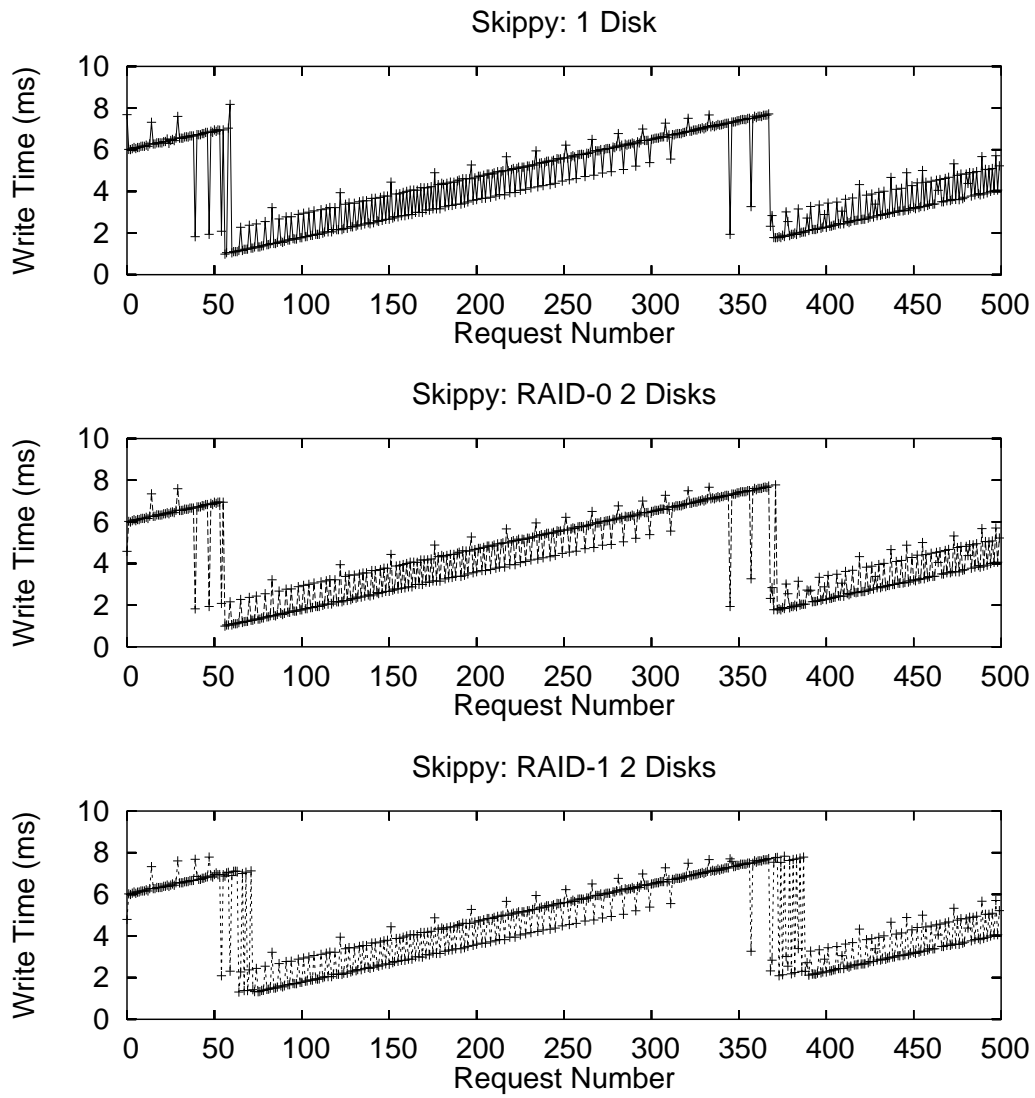 Skippy: 1 Disk
10
8
6
4
2
0
Write Time (ms)
0 50 100 150 200 250 300 350 400 450 500
Request Number
Skippy: RAID-0 2 Disks
10
8
6
4
2
0
Write Time (ms)
0 50 100 150 200 250 300 350 400 450 500
Request Number
Skippy: RAID-1 2 Disks
10
8
6
4
2
0
Write Time (ms)
0 50 100 150 200 250 300 350 400 450 500
Request Number